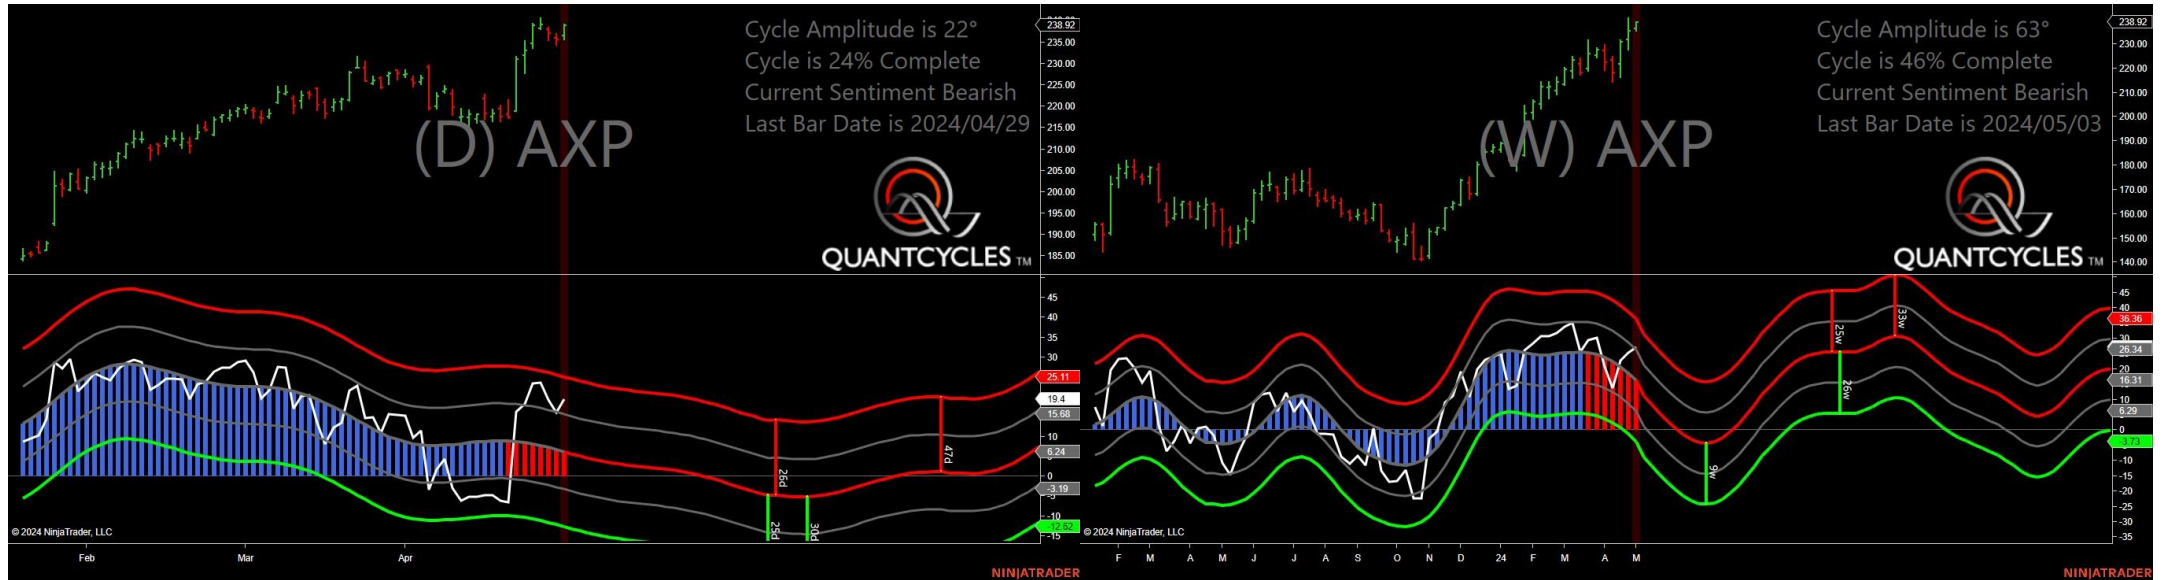 Cycle Amplitude is 22°
Cycle is 24% Complete
Current Sentiment Bearish
Last Bar Date is 2024/04/29
(D) AXP
QUANTCYCLES TM
238.92
235.00
230.00
225.00
220.00
215.00
210.00
205.00
200.00
195.00
190.00
185.00
45
40
35
30
25.11
19.4
15.68
10
6.24
0
-3.19
-10
-12.62
-15
26d
47d
25d
30d
© 2024 NinjaTrader, LLC
Feb Mar Apr
NINJATRADER
Cycle Amplitude is 63°
Cycle is 46% Complete
Current Sentiment Bearish
Last Bar Date is 2024/05/03
(W) AXP
QUANTCYCLES TM
238.92
230.00
220.00
210.00
200.00
190.00
180.00
170.00
160.00
150.00
140.00
45
40
36.36
30
26.34
20
16.31
10
6.29
0
-3.73
-10
-15
-20
-25
-30
-35
25w
33w
26w
9w
© 2024 NinjaTrader, LLC
F M A M J J A S O N D 24 F M A M
NINJATRADER